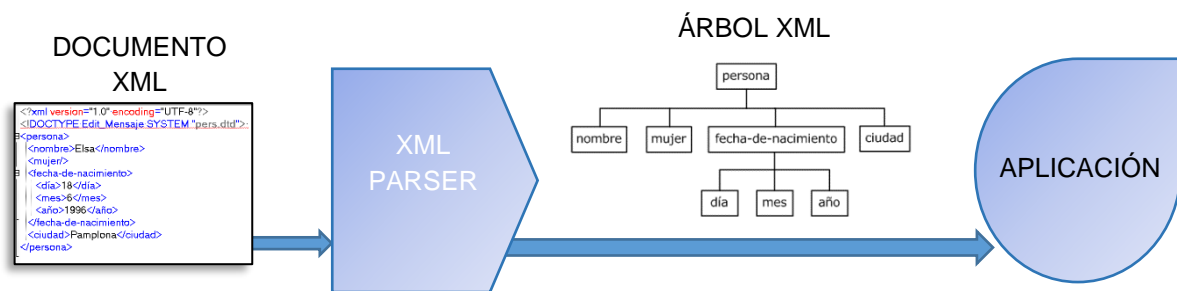 DOCUMENTO
XML
<?xml version="1.0" encoding="UTF-8"?>
<!DOCTYPE Edit_Mensaje SYSTEM "pers.dtd">
<persona>
<nombre>Elsa</nombre>
<mujer/>
<fecha-de-nacimiento>
<día>18</día>
<mes>6</mes>
<año>1996</año>
</fecha-de-nacimiento>
<ciudad>Pamplona</ciudad>
</persona>
XML
PARSER
ÁRBOL XML
persona
nombre mujer fecha-de-nacimiento ciudad
día mes año
APLICACIÓN